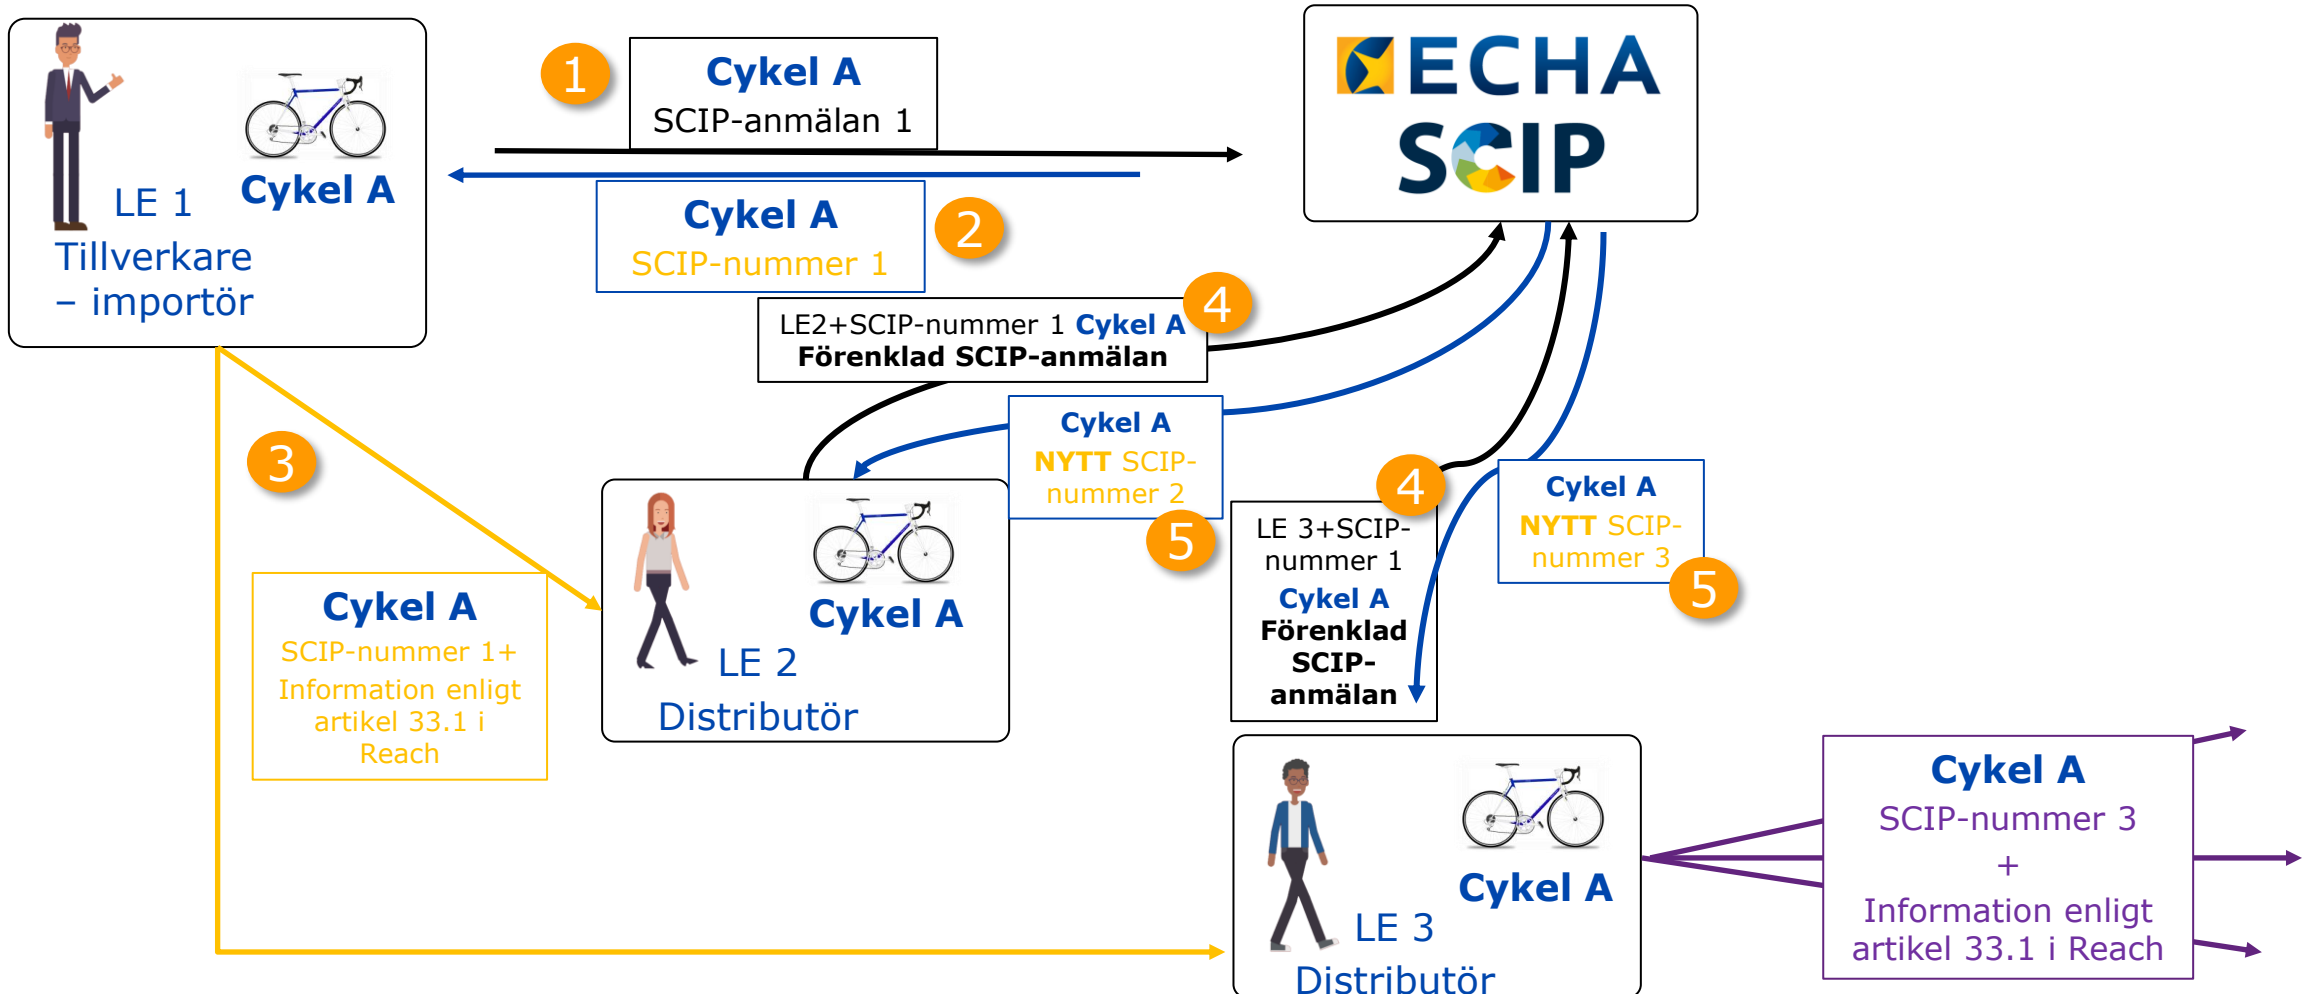 1
Cykel A
SCIP-anmälan 1
ECHA
SCIP
Cykel A
LE 1
Tillverkare
– importör
Cykel A
SCIP-nummer 1
2
4
LE2+SCIP-nummer 1 Cykel A
Förenklad SCIP-anmälan
3
Cykel A
NYTT SCIP-
nummer 2
5
4
LE 3+SCIP-
nummer 1
Cykel A
Förenklad
SCIP-
anmälan
Cykel A
NYTT SCIP-
nummer 3
5
Cykel A
SCIP-nummer 1+
Information enligt
artikel 33.1 i
Reach
Cykel A
LE 2
Distributör
Cykel A
LE 3
Distributör
Cykel A
SCIP-nummer 3
+
Information enligt
artikel 33.1 i Reach